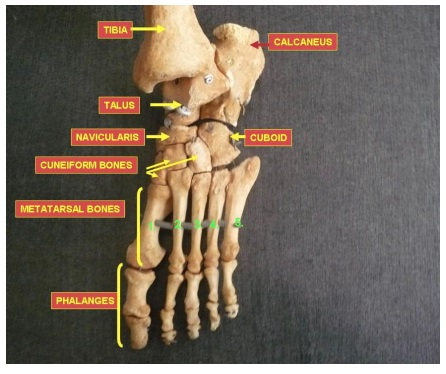 TIBIA
CALCANEUS
TALUS
NAVICULARIS
CUBOID
CUNEIFORM BONES
METATARSAL BONES
1 2 3 4 5
PHALANGES